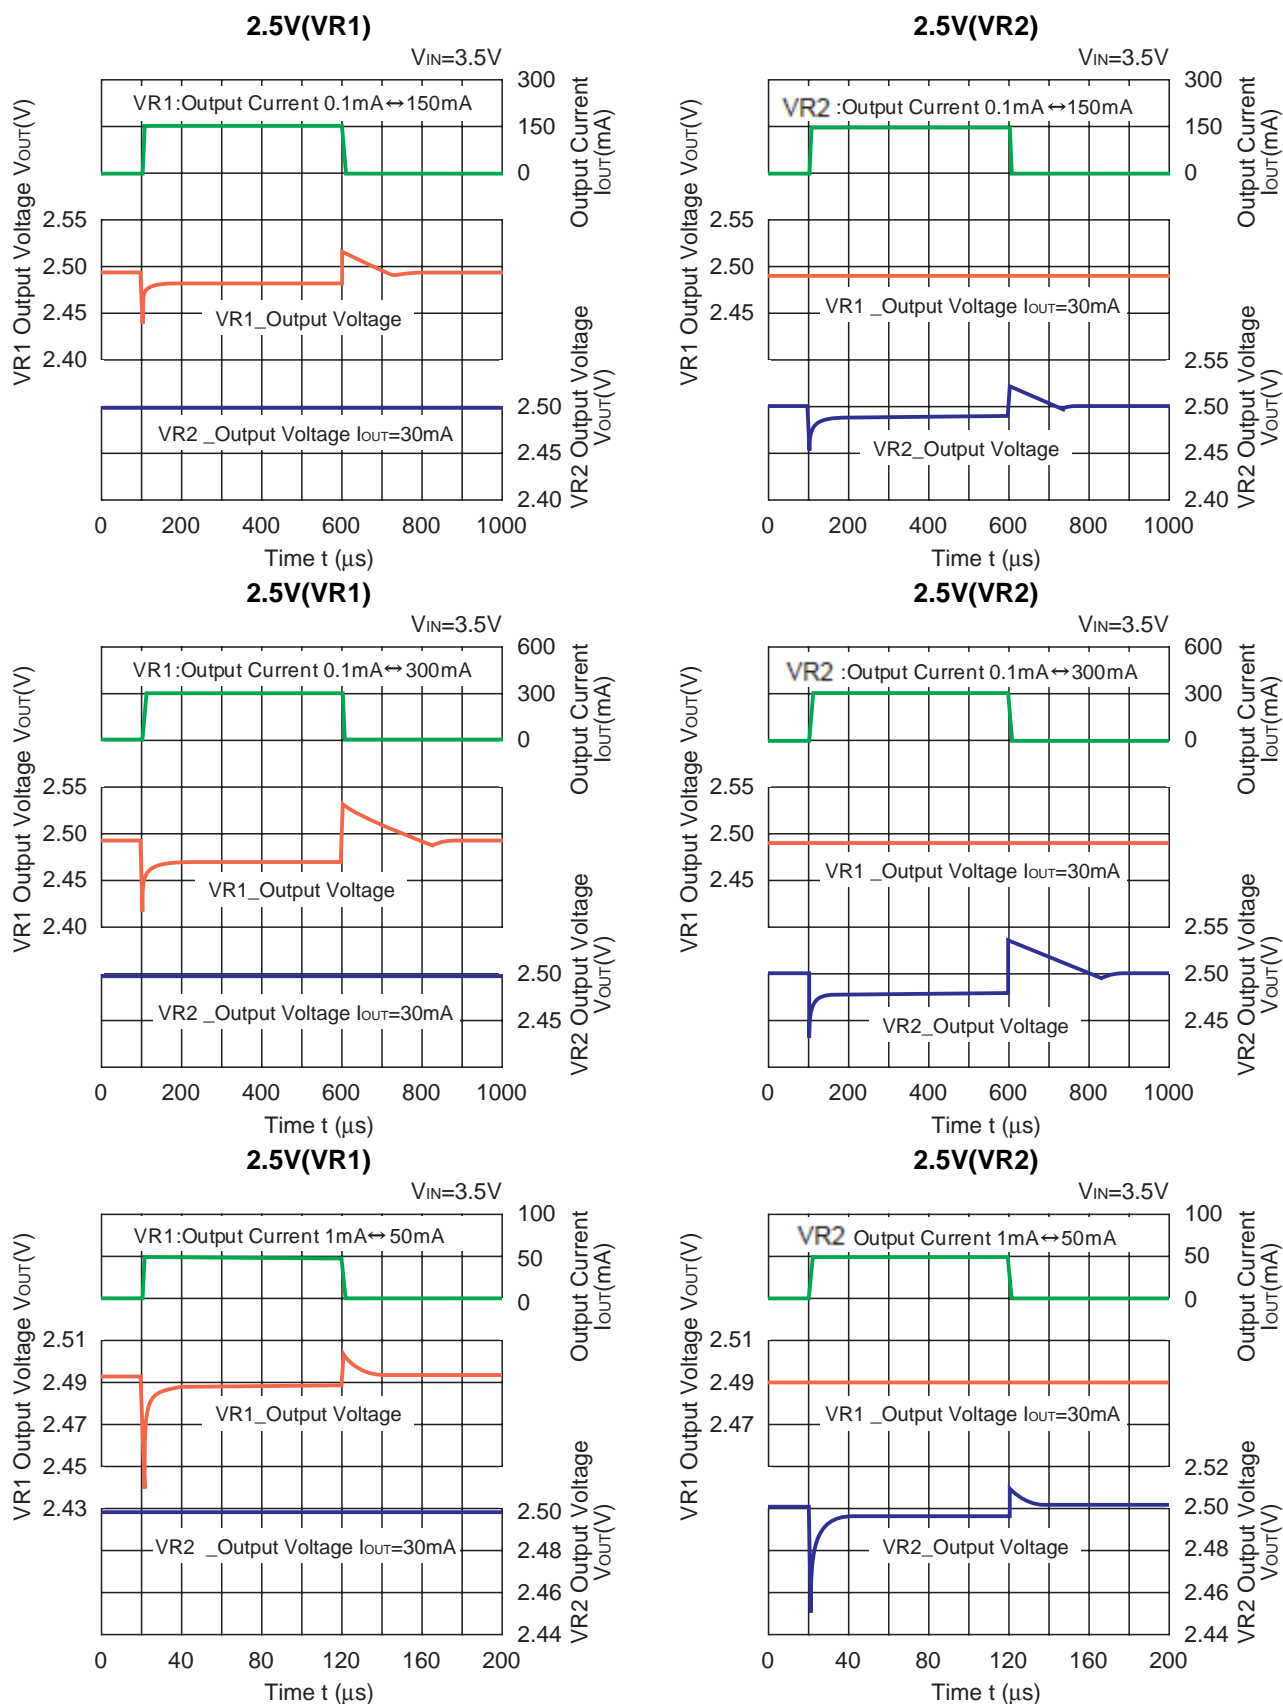 2.5V(VR1)
VIN=3.5V
VR1:Output Current 0.1mA↔150mA
300
150
0
Output Current
IOUT(mA)
VR1 Output Voltage VOUT(V)
2.55
2.50
2.45
2.40
VR1_Output Voltage
VR2 _Output Voltage IOUT=30mA
2.50
2.45
2.40
VR2 Output Voltage
VOUT(V)
0 200 400 600 800 1000
Time t (μs)
2.5V(VR2)
VIN=3.5V
VR2 :Output Current 0.1mA↔150mA
300
150
0
Output Current
IOUT(mA)
VR1 Output Voltage VOUT(V)
2.55
2.50
2.45
VR1 _Output Voltage IOUT=30mA
2.55
2.50
2.45
2.40
VR2_Output Voltage
VR2 Output Voltage
VOUT(V)
0 200 400 600 800 1000
Time t (μs)
2.5V(VR1)
VIN=3.5V
VR1:Output Current 0.1mA↔300mA
600
300
0
Output Current
IOUT(mA)
VR1 Output Voltage VOUT(V)
2.55
2.50
2.45
2.40
VR1_Output Voltage
VR2 _Output Voltage IOUT=30mA
2.50
2.45
VR2 Output Voltage
VOUT(V)
0 200 400 600 800 1000
Time t (μs)
2.5V(VR2)
VIN=3.5V
VR2 :Output Current 0.1mA↔300mA
600
300
0
Output Current
IOUT(mA)
VR1 Output Voltage VOUT(V)
2.55
2.50
2.45
VR1 _Output Voltage IOUT=30mA
2.55
2.50
2.45
VR2_Output Voltage
VR2 Output Voltage
VOUT(V)
0 200 400 600 800 1000
Time t (μs)
2.5V(VR1)
VIN=3.5V
VR1:Output Current 1mA↔50mA
100
50
0
Output Current
IOUT(mA)
VR1 Output Voltage VOUT(V)
2.51
2.49
2.47
2.45
2.43
VR1_Output Voltage
VR2 _Output Voltage IOUT=30mA
2.50
2.48
2.46
2.44
VR2 Output Voltage
VOUT(V)
0 40 80 120 160 200
Time t (μs)
2.5V(VR2)
VIN=3.5V
VR2 Output Current 1mA↔50mA
100
50
0
Output Current
IOUT(mA)
VR1 Output Voltage VOUT(V)
2.51
2.49
2.47
VR1 _Output Voltage IOUT=30mA
2.52
2.50
2.48
2.46
2.44
VR2_Output Voltage
VR2 Output Voltage
VOUT(V)
0 40 80 120 160 200
Time t (μs)